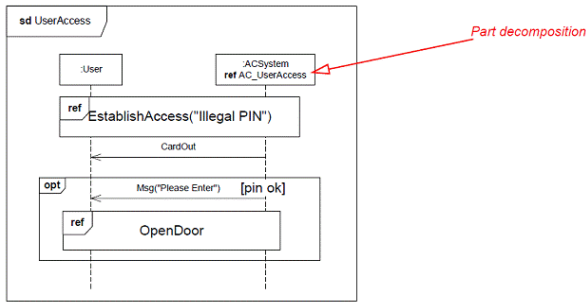 sd UserAccess
Part decomposition
:User
:ACSystem
ref AC_UserAccess
ref
EstablishAccess("Illegal PIN")
CardOut
opt
Msg("Please Enter") [pin ok]
ref
OpenDoor